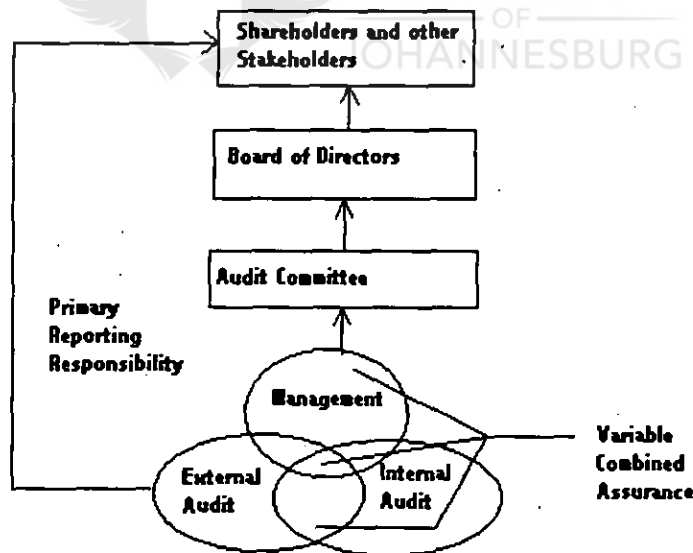 OF
JOHANNESBURG
Shareholders and other
Stakeholders
Board of Directors
Audit Committee
Primary
Reporting
Responsibility
Management
External
Audit
Internal
Audit
Variable
Combined
Assurance